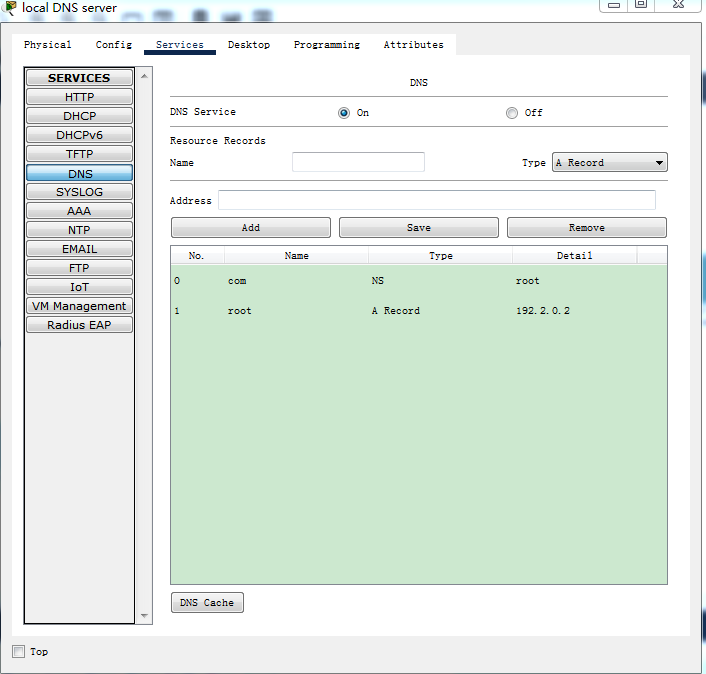 local DNS server
Physical Config Services Desktop Programming Attributes
SERVICES
HTTP
DHCP
DHCPv6
TFTP
DNS
SYSLOG
AAA
NTP
EMAIL
FTP
IoT
VM Management
Radius EAP
DNS
DNS Service On Off
Resource Records
Name Type A Record
Address
Add Save Remove
No. Name Type Detail
0 com NS root
1 root A Record 192.2.0.2
DNS Cache
Top